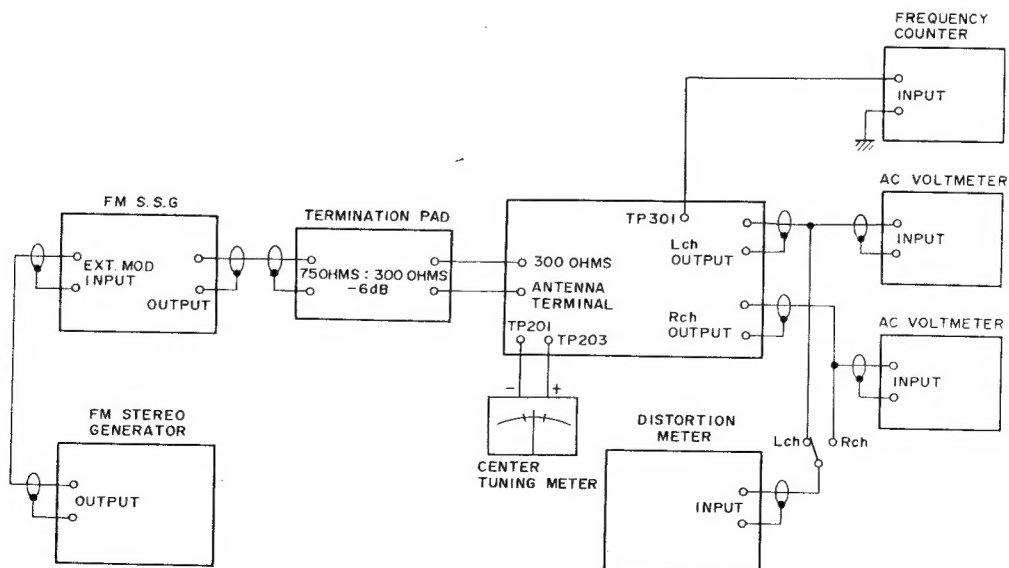 FREQUENCY
COUNTER
INPUT
AC VOLTMETER
INPUT
FM S.S.G
EXT. MOD
INPUT
OUTPUT
TERMINATION PAD
75OHMS : 300 OHMS
-6dB
TP301
300 OHMS
ANTENNA
TERMINAL
Lch
OUTPUT
Rch
OUTPUT
TP201
TP203
- +
CENTER
TUNING METER
AC VOLTMETER
INPUT
FM STEREO
GENERATOR
OUTPUT
DISTORTION
METER
Lch
Rch
INPUT